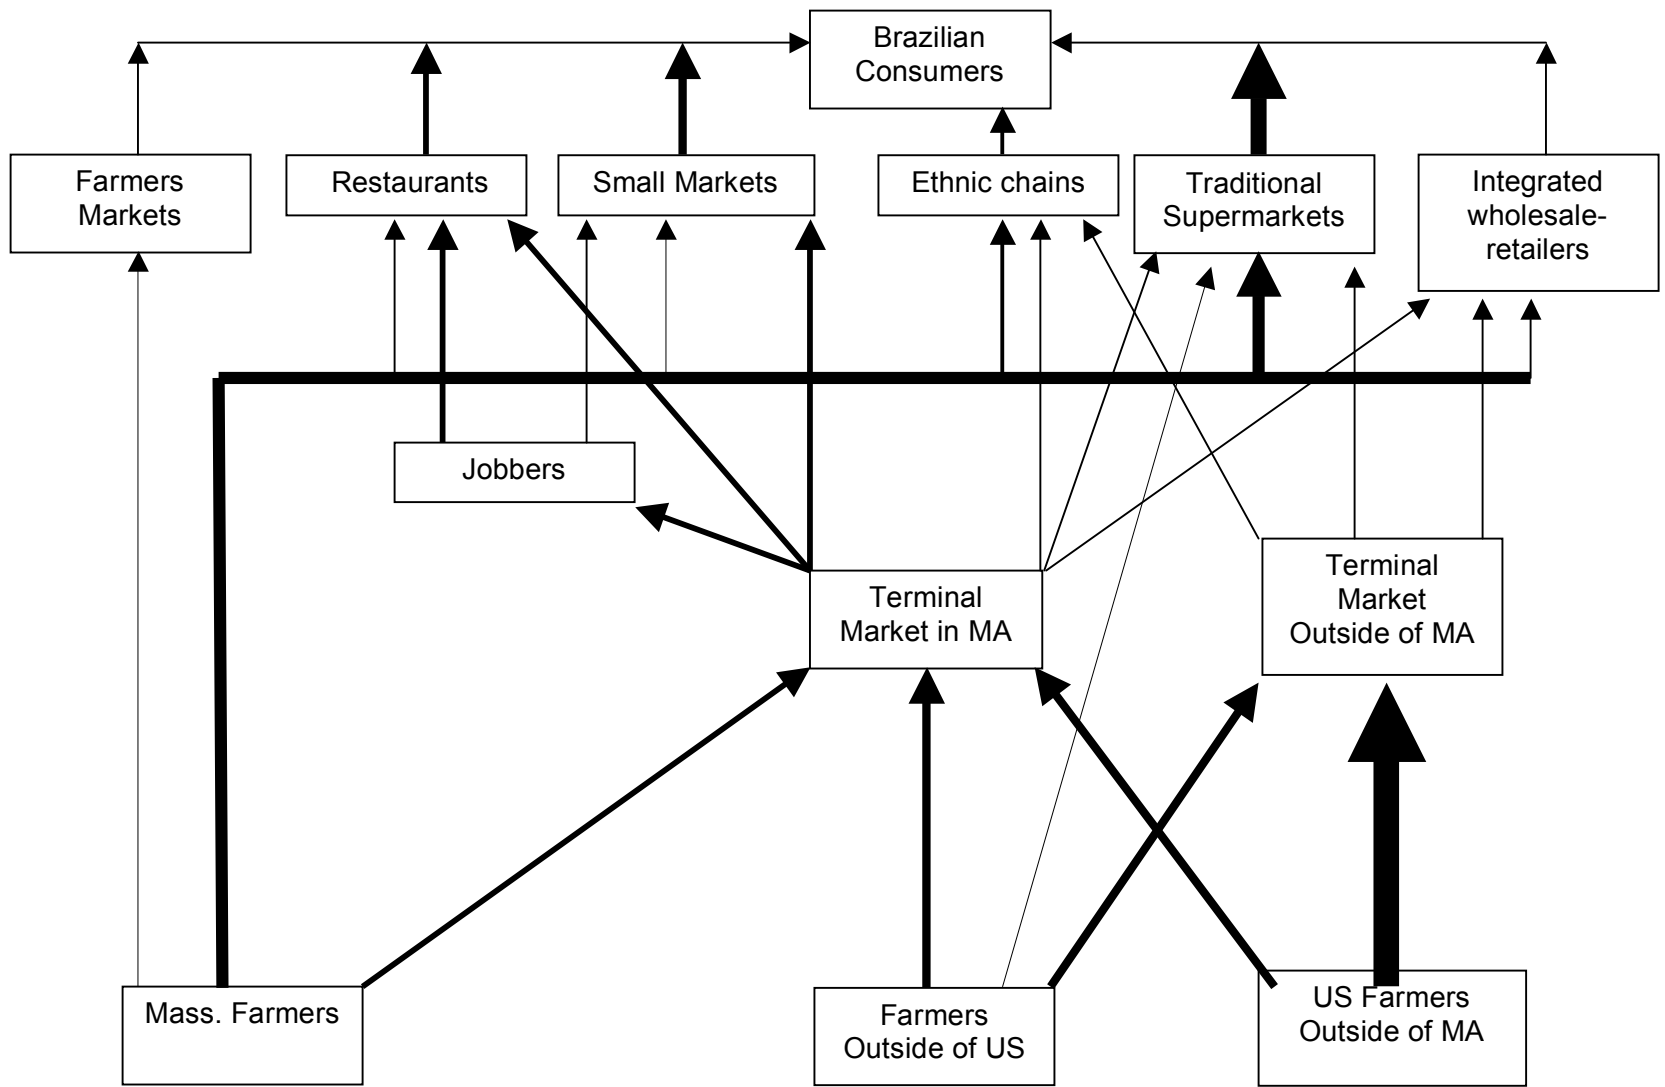 Brazilian
Consumers
Farmers
Markets
Restaurants
Small Markets
Ethnic chains
Traditional
Supermarkets
Integrated
wholesale-
retailers
Jobbers
Terminal
Market in MA
Terminal
Market
Outside of MA
Mass. Farmers
Farmers
Outside of US
US Farmers
Outside of MA